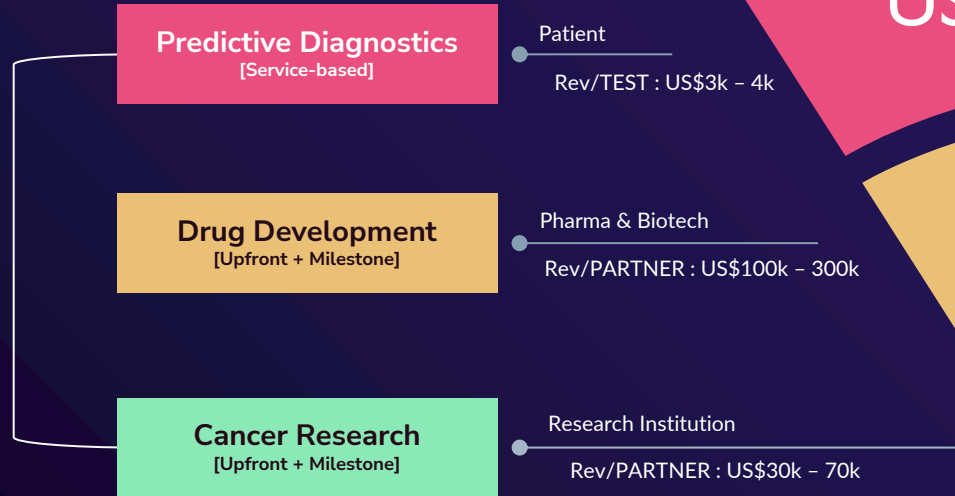 Predictive Diagnostics
[Service-based]
Patient
Rev/TEST : US$3k – 4k
Drug Development
[Upfront + Milestone]
Pharma & Biotech
Rev/PARTNER : US$100k – 300k
Cancer Research
[Upfront + Milestone]
Research Institution
Rev/PARTNER : US$30k – 70k